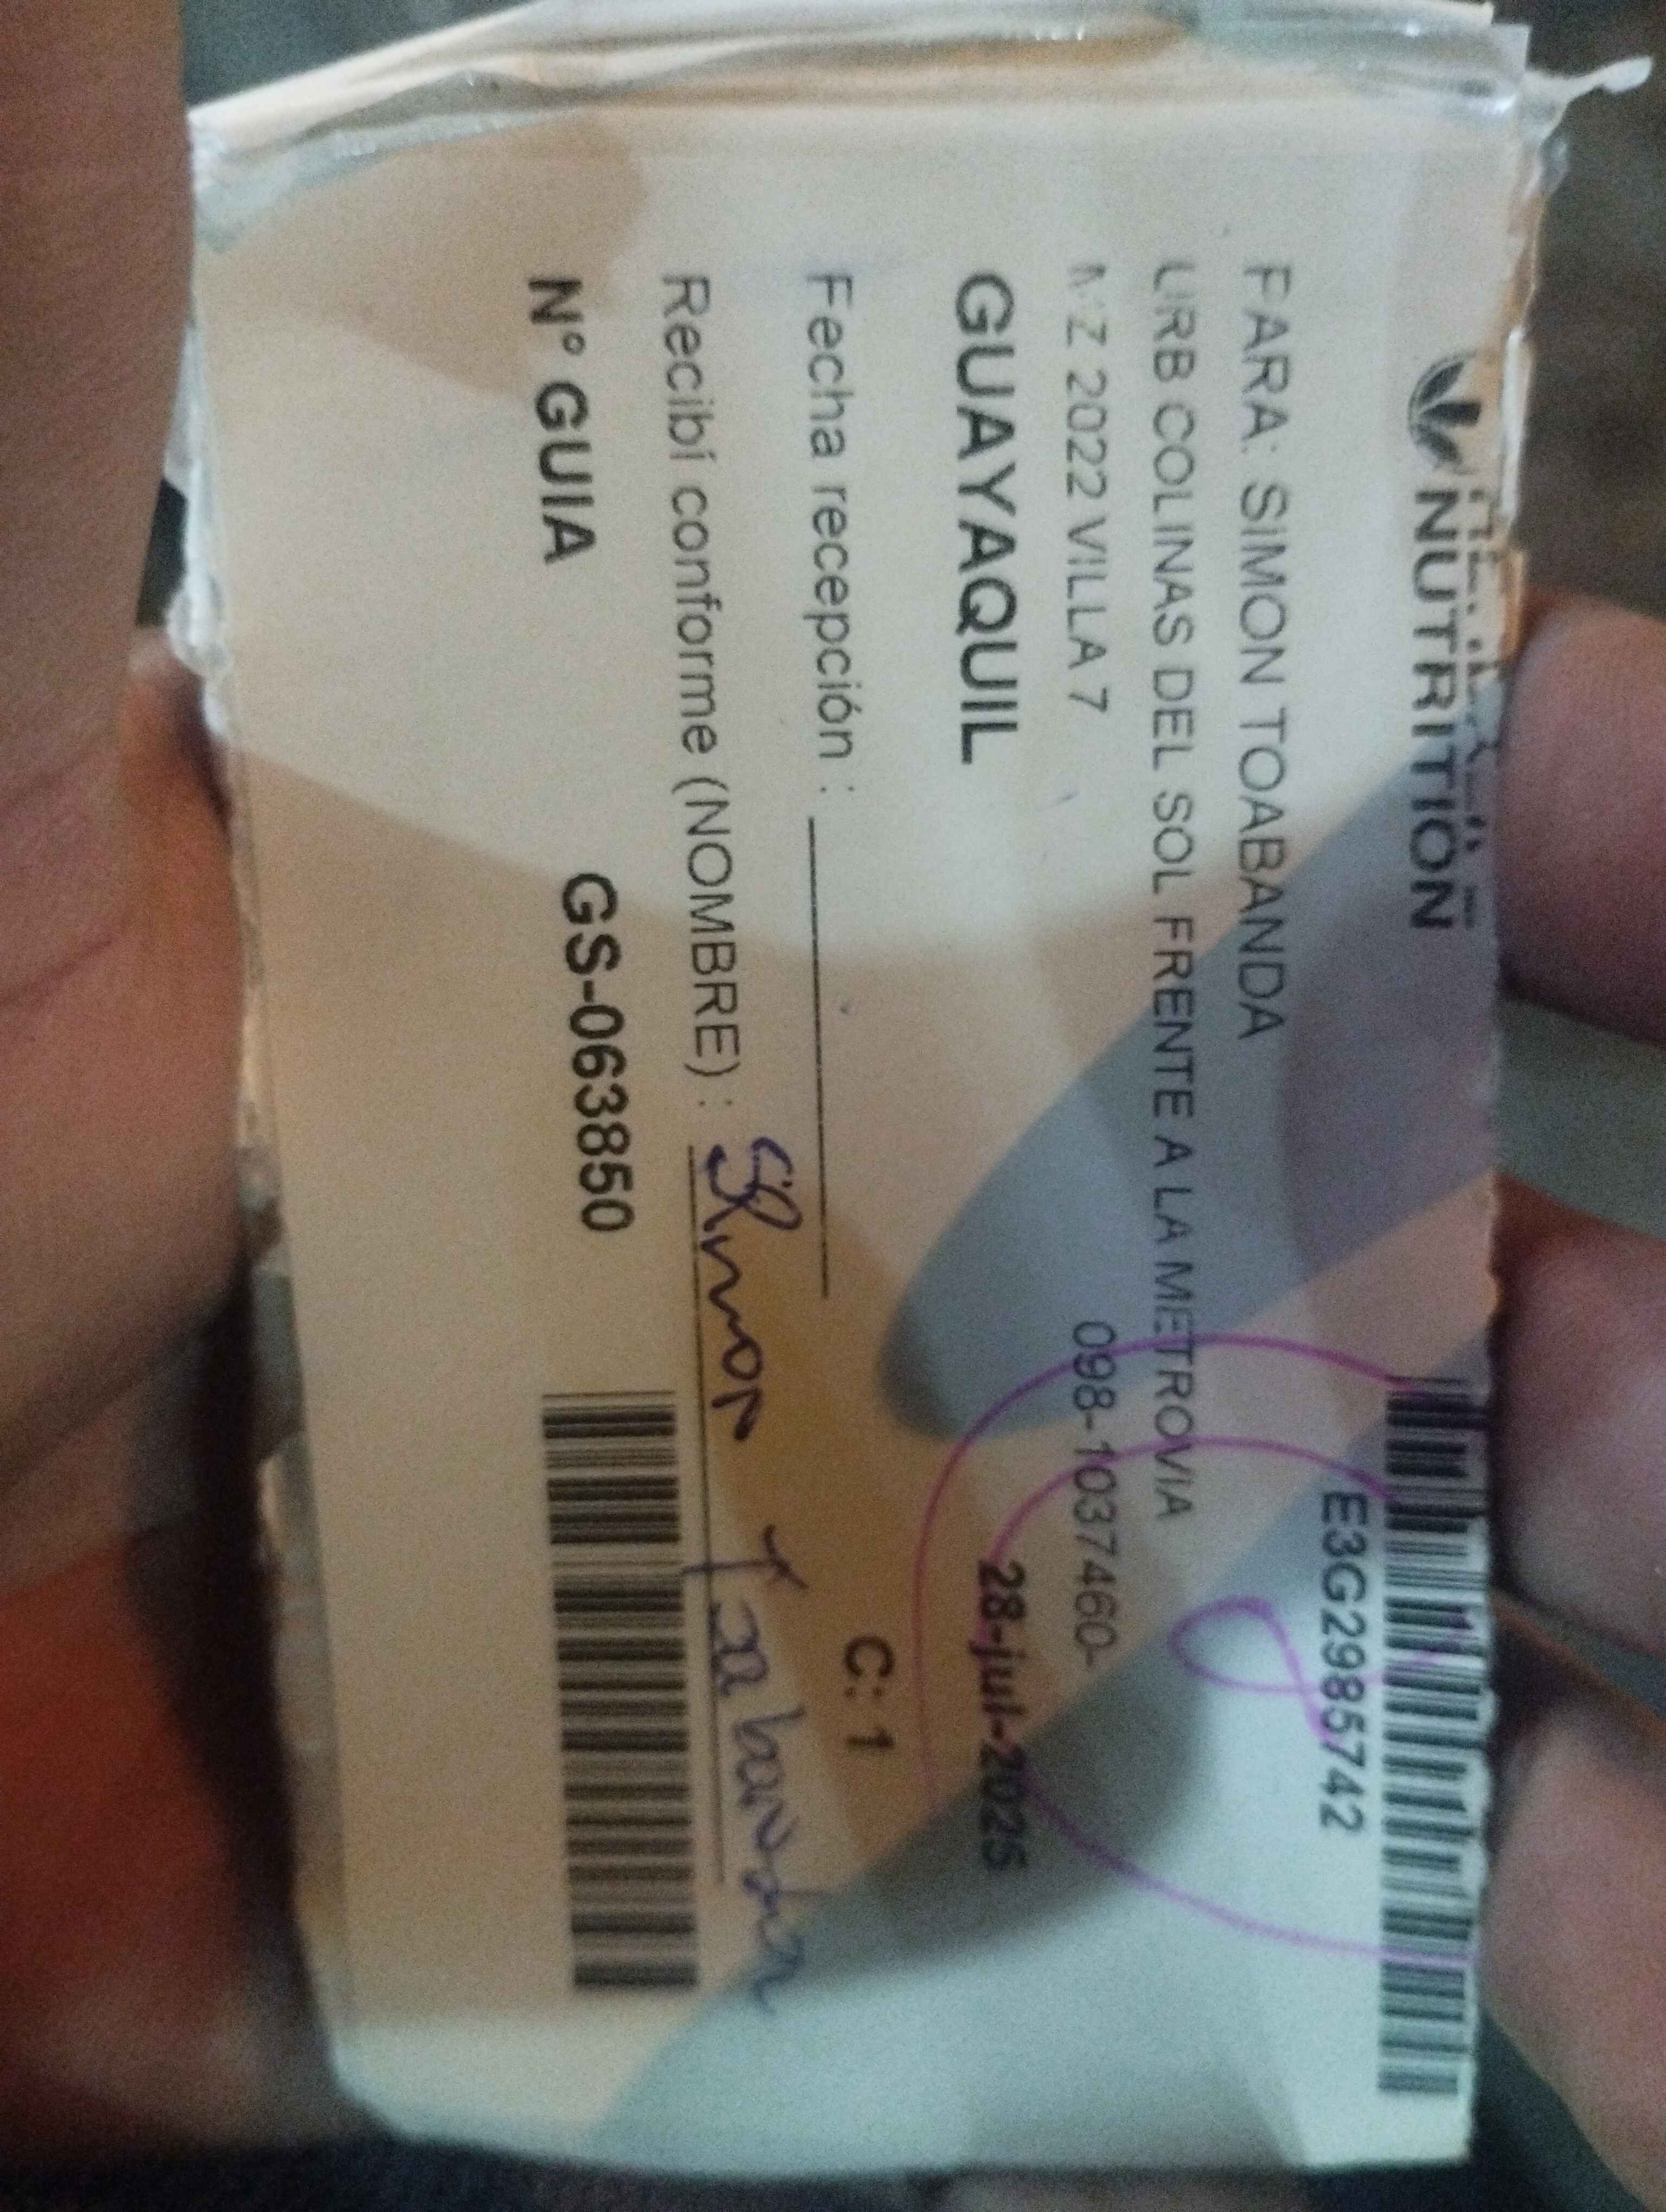 NUTRITION
E3G2985742
PARA: SIMON TOABANDA
URB COLINAS DEL SOL FRENTE A LA METROVIA
MZ 2022 VILLA 7 098-1037460-
GUAYAQUIL 28-jul-2025
Fecha recepción :
C: 1
Recibí conforme (NOMBRE) : Simon Toabanda
N° GUIA GS-063850